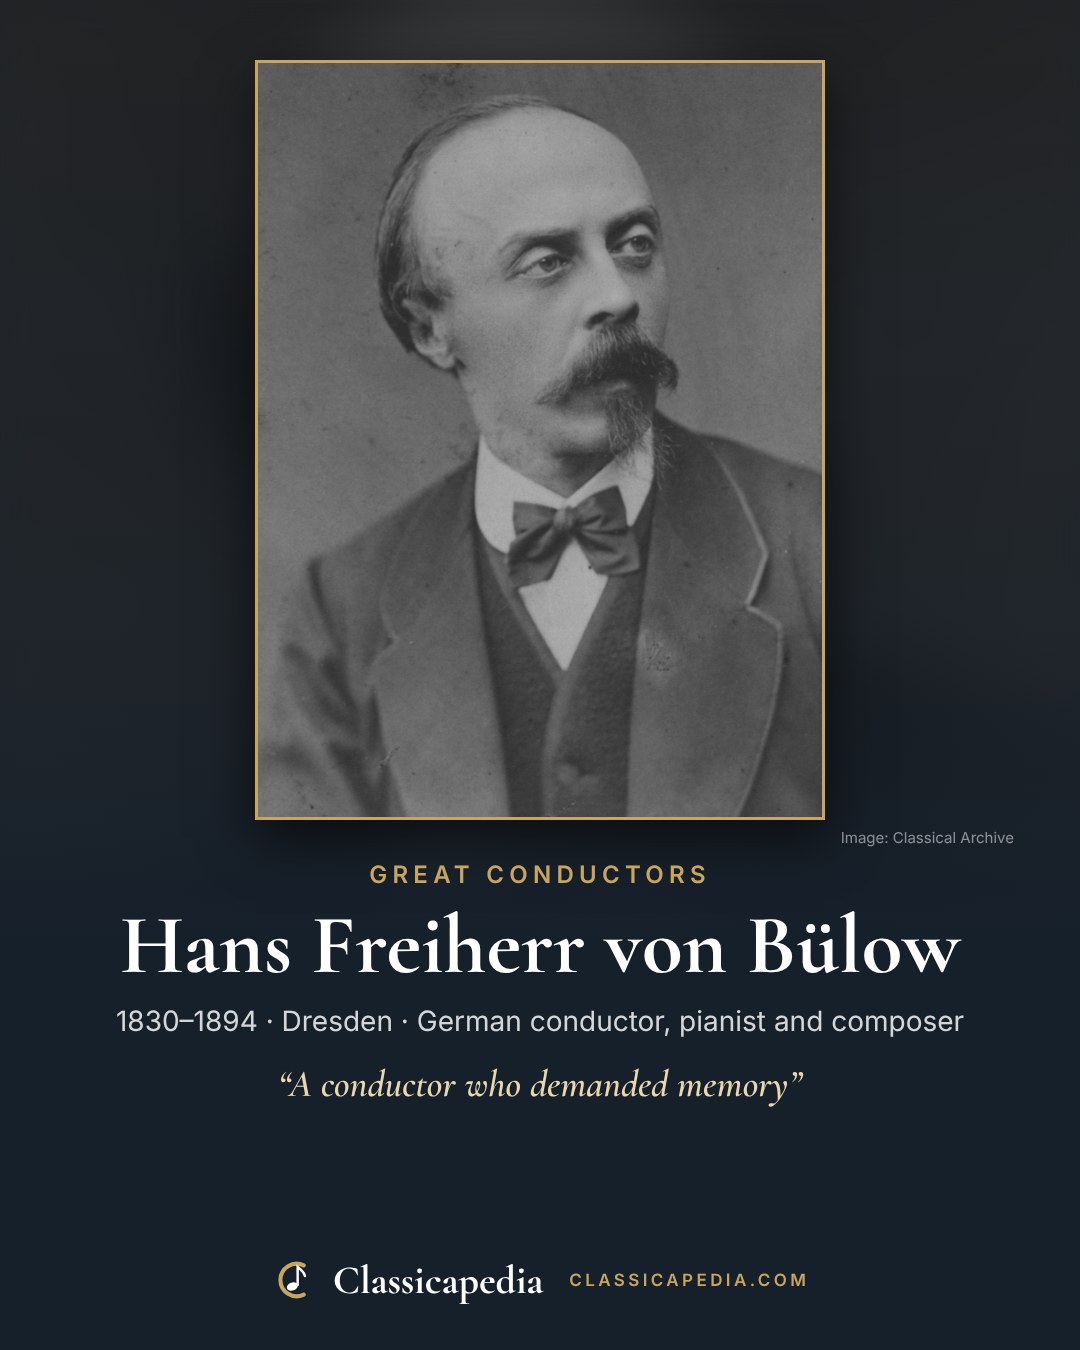 Image: Classical Archive
GREAT CONDUCTORS
Hans Freiherr von Bülow
1830–1894 · Dresden · German conductor, pianist and composer
“A conductor who demanded memory”
Classicapedia CLASSICAPEDIA.COM